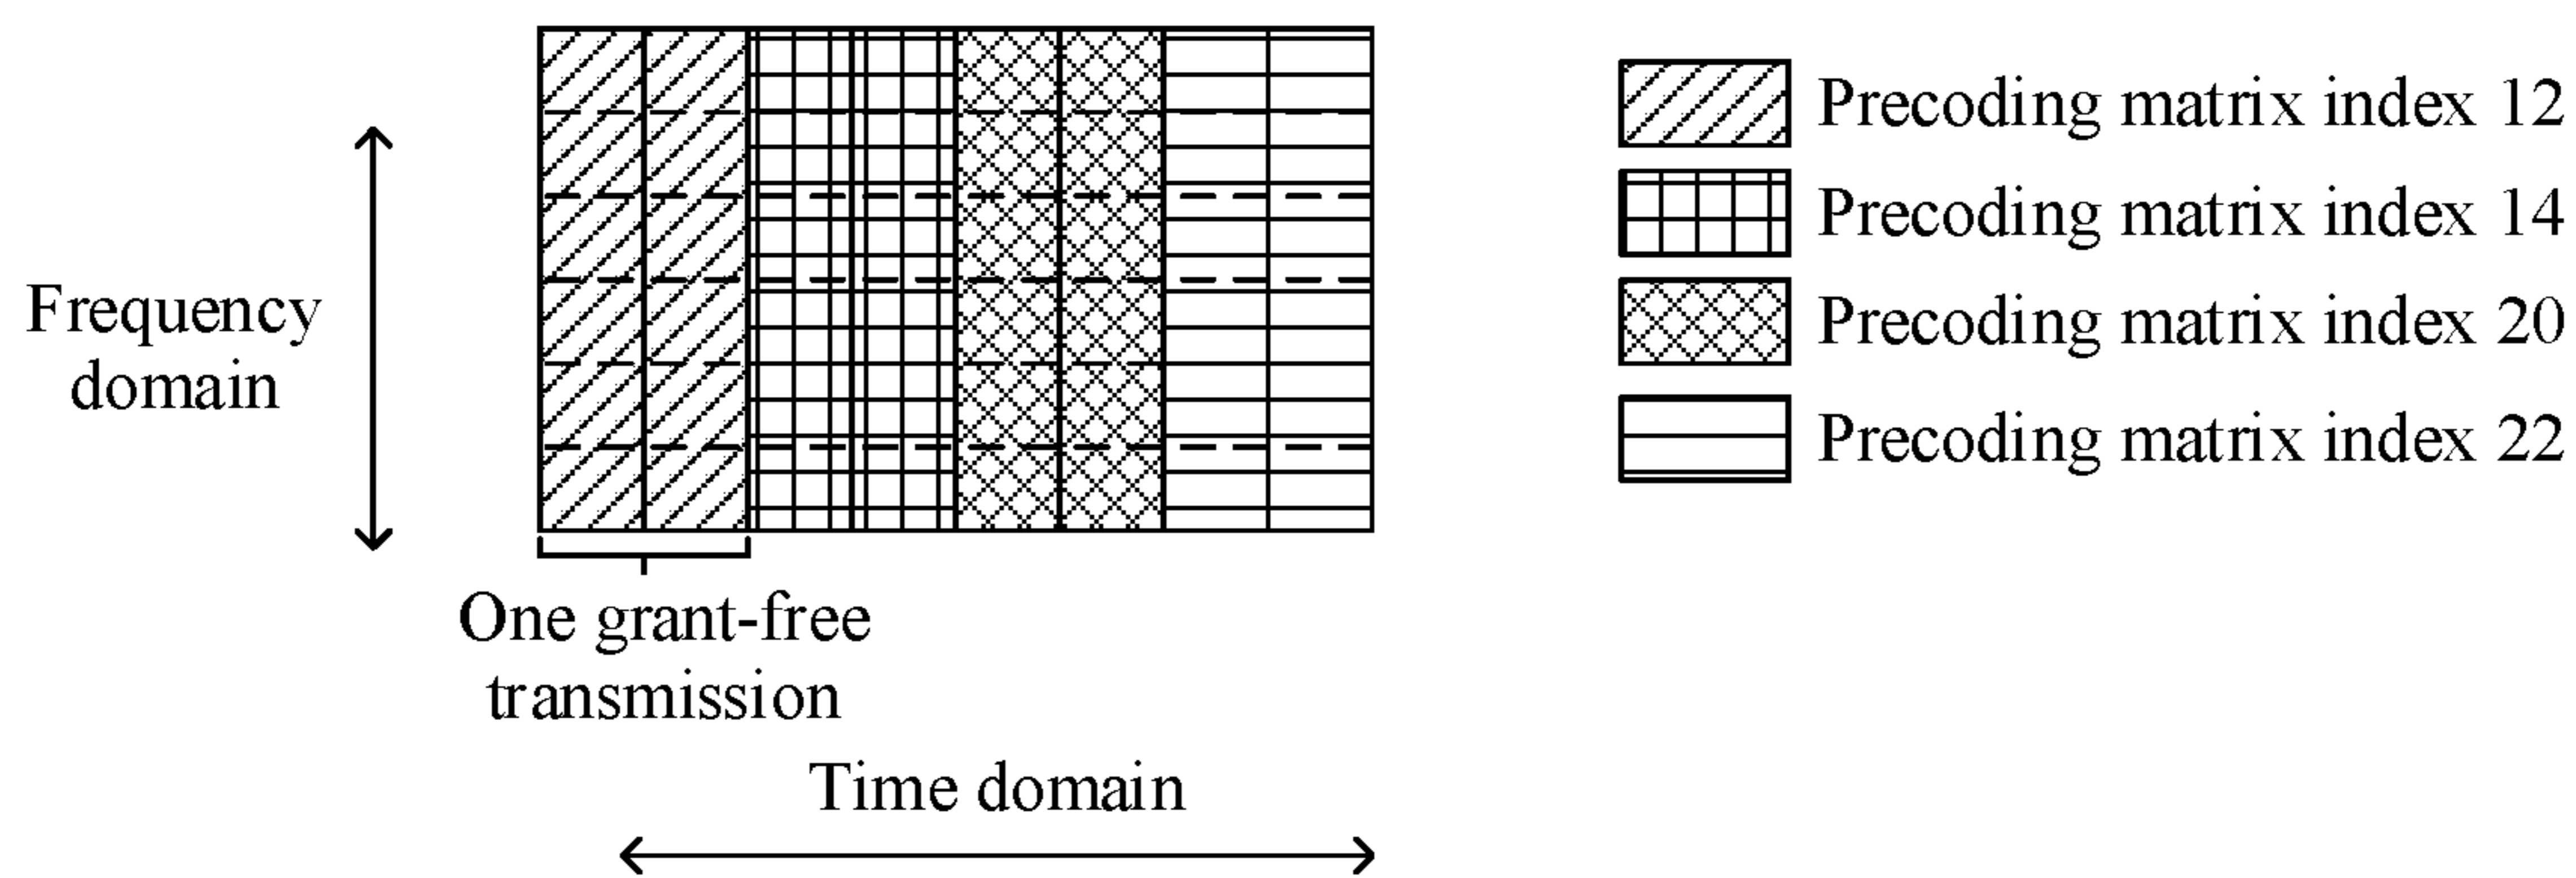 Precoding matrix index 12
Precoding matrix index 14
Precoding matrix index 20
Precoding matrix index 22
Frequency
domain
One grant-free
transmission
Time domain